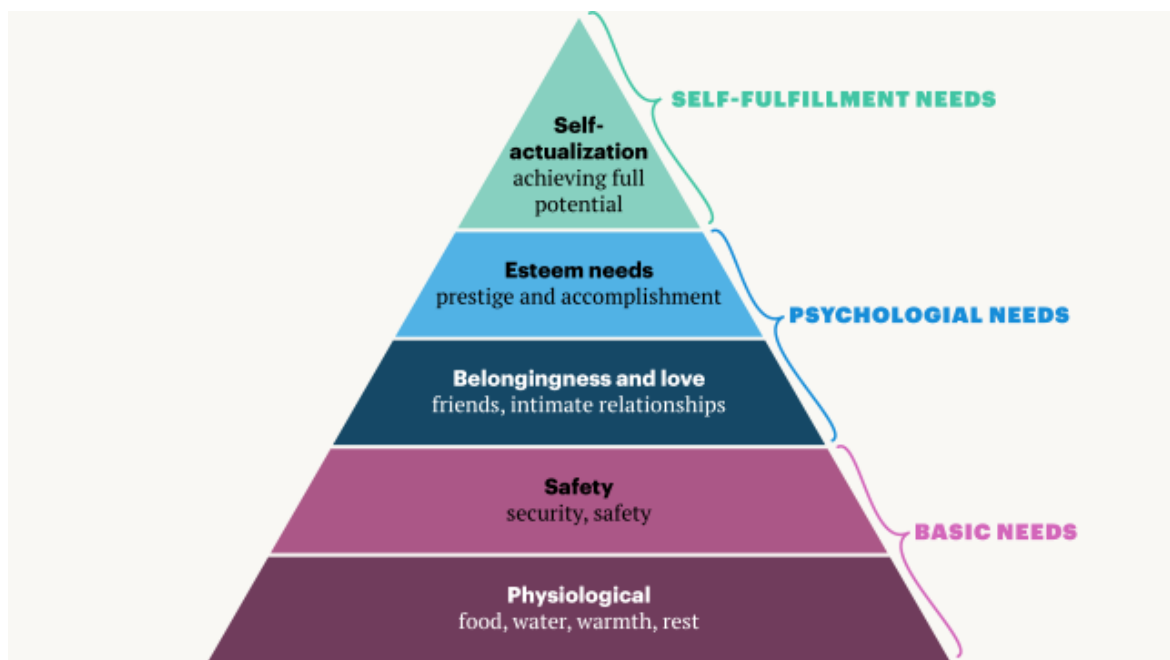 SELF-FULFILLMENT NEEDS
Self-
actualization
achieving full
potential
Esteem needs
prestige and accomplishment
PSYCHOLOGIAL NEEDS
Belongingness and love
friends, intimate relationships
Safety
security, safety
BASIC NEEDS
Physiological
food, water, warmth, rest